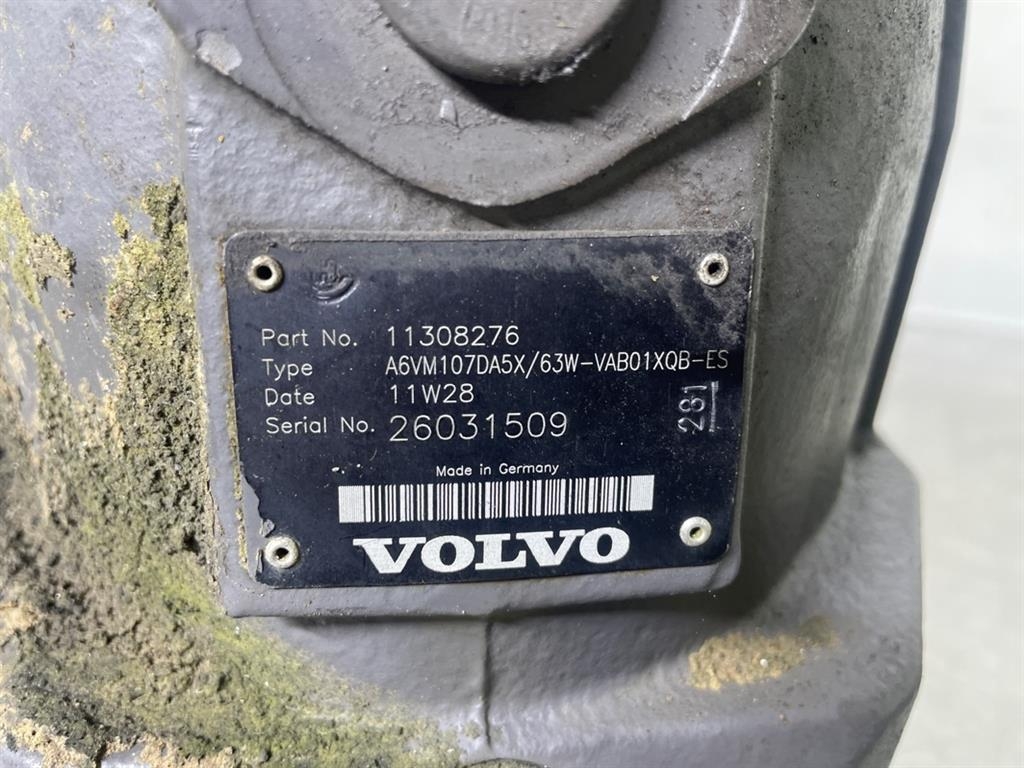 Part No. 11308276
Type A6VM107DA5X/63W-VAB01XQB-ES
Date 11W28
281
Serial No. 26031509
Made in Germany
VOLVO